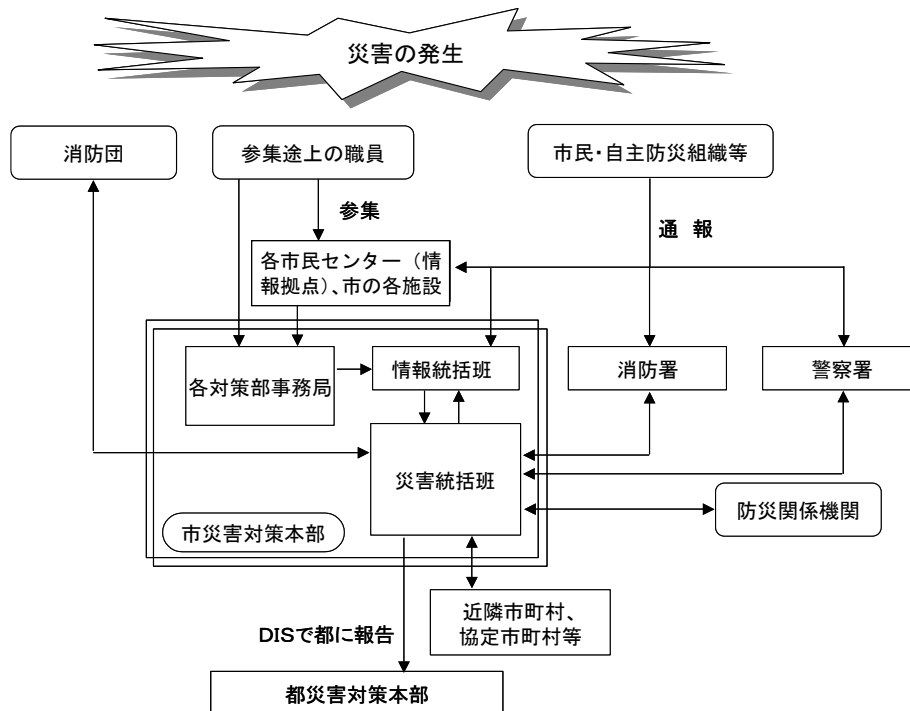 災害の発生
消防団
参集途上の職員
市民・自主防災組織等
参集
通 報
各市民センター（情
報拠点）、市の各施設
各対策部事務局
情報統括班
消防署
警察署
災害統括班
防災関係機関
市災害対策本部
近隣市町村、
協定市町村等
DISで都に報告
都災害対策本部